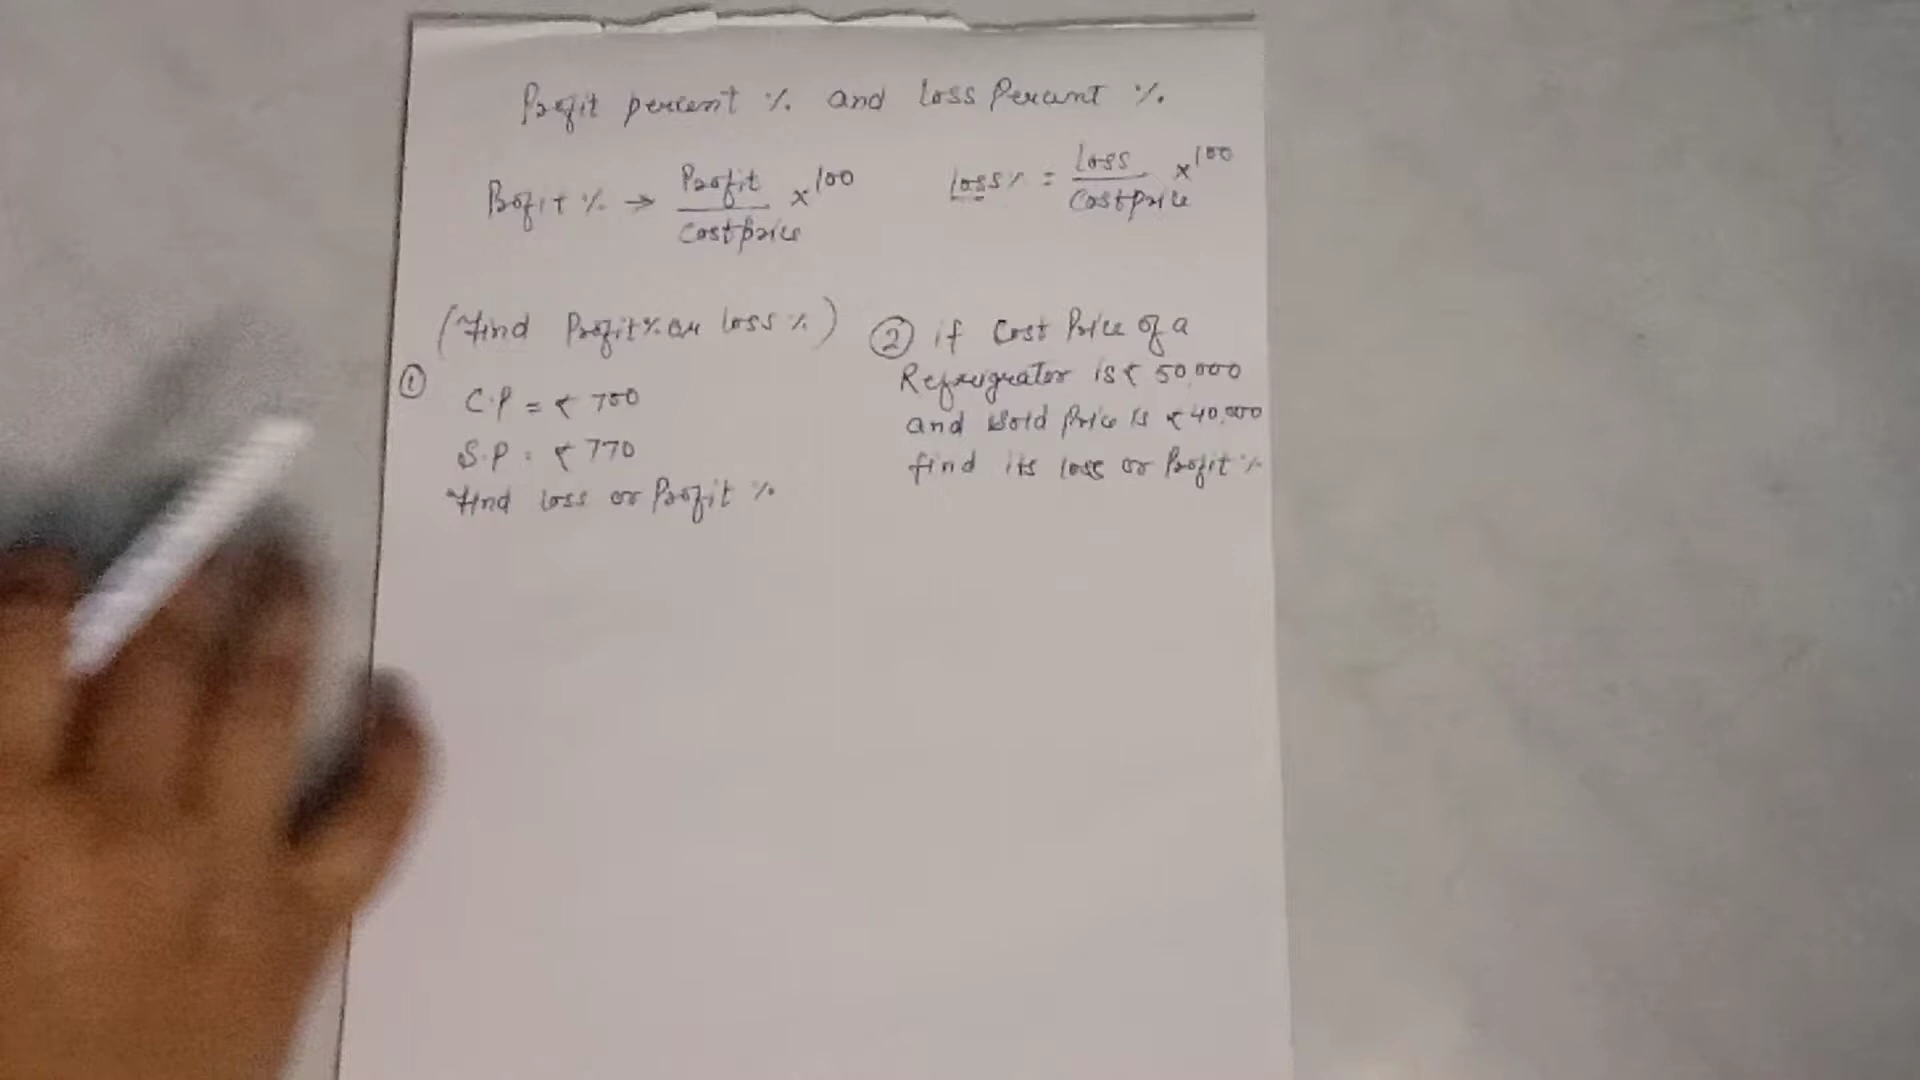 Profit percent % and Loss Percent %
Profit % → Profit / Cost price x 100
Loss % = Loss / Cost price x 100
(Find Profit % or loss %)
①
C.P = ₹ 700
S.P = ₹ 770
Find loss or Profit %
② if Cost Price of a
Refrigrator is ₹ 50,000
and Sold Price is ₹ 40,000
find its loss or Profit %